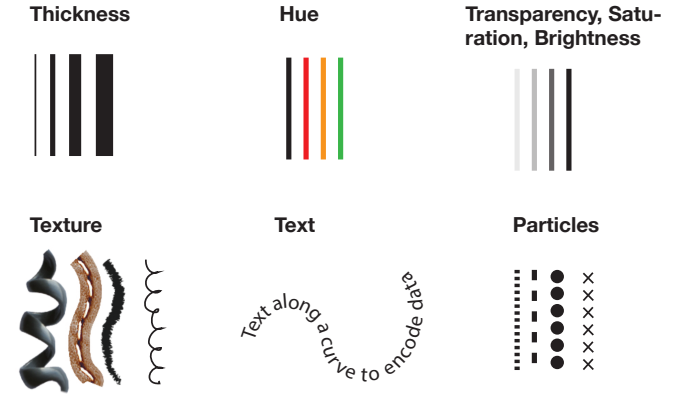 Thickness
Hue
Transparency, Satu-
ration, Brightness
Texture
Text
Particles
Text along a curve to encode data